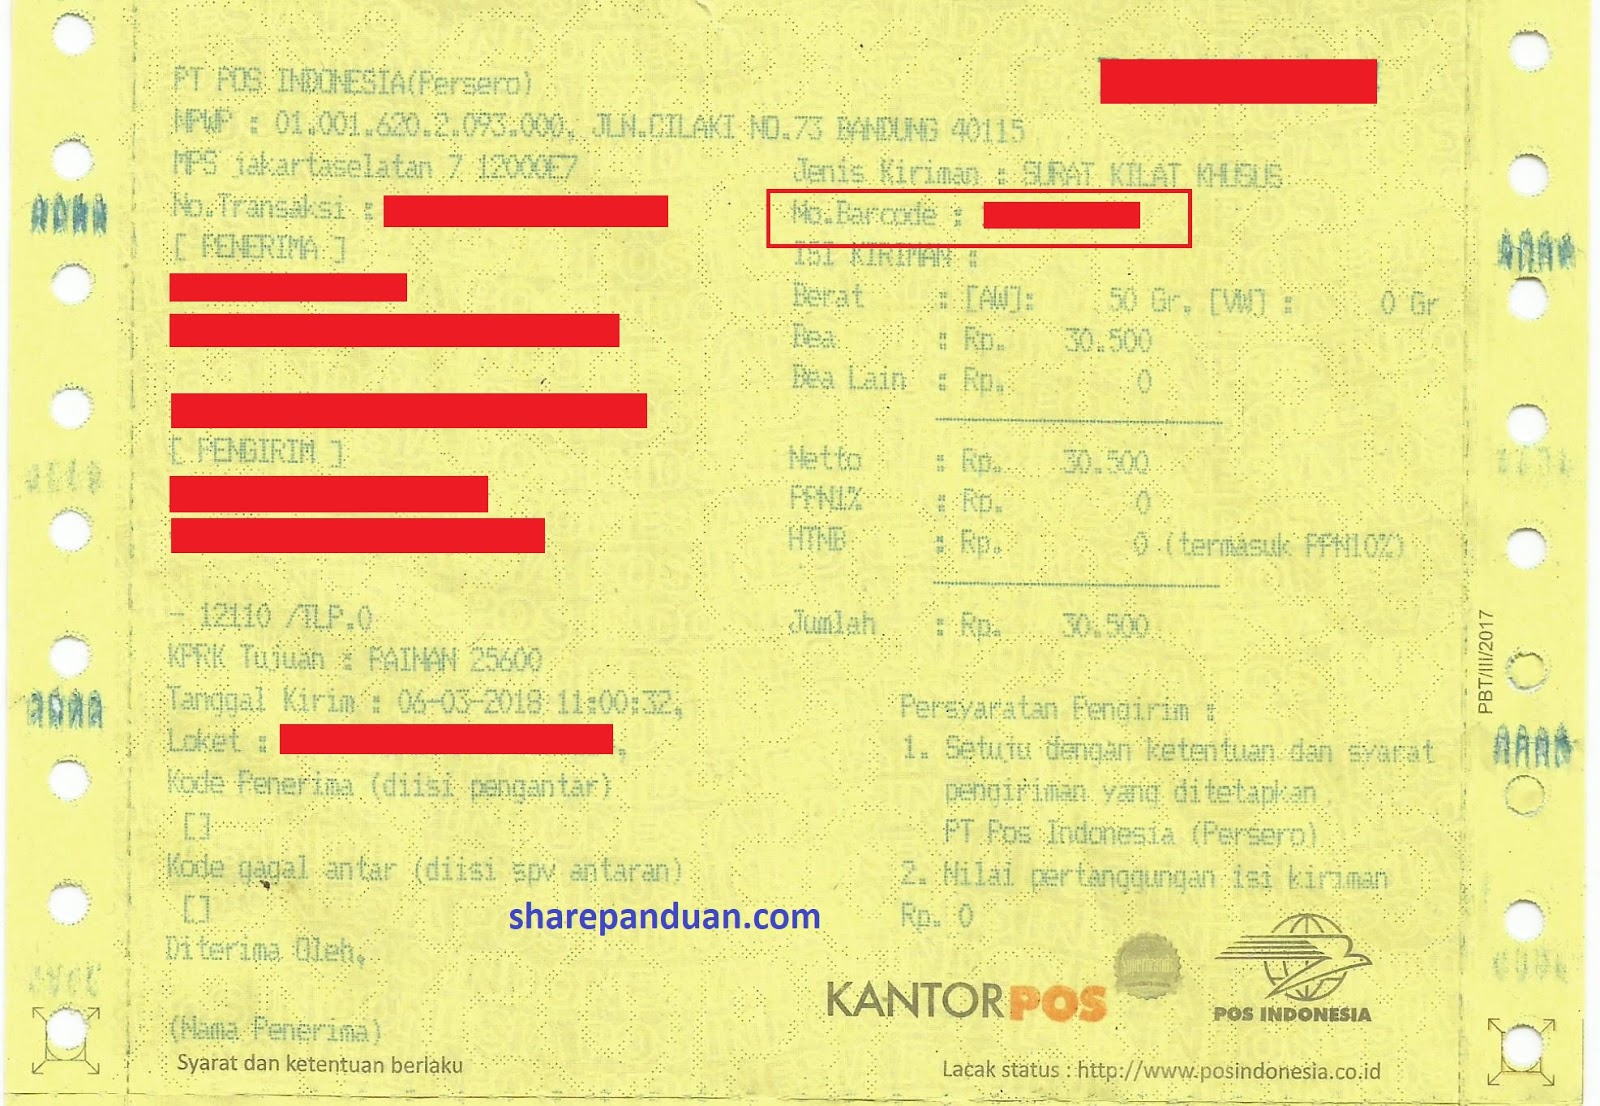 PT POS INDONESIA(Persero)
NPWP : 01.001.620.2.093.000, JLN.CILAKI NO.73 BANDUNG 40115
MPS jakartaselatan 7 12000E7
No.Transaksi :
[ PENERIMA ]
[ PENGIRIM ]
- 12110 /TLP.0
KPRK Tujuan : PAINAN 25600
Tanggal Kirim : 06-03-2018 11:00:32,
Loket : ,
Kode Penerima (diisi pengantar)
[]
Kode gagal antar (diisi spv antaran)
[]
Diterima Oleh,
(Nama Penerima)
Syarat dan ketentuan berlaku
Jenis Kiriman : SURAT KILAT KHUSUS
No.Barcode :
ISI KIRIMAN :
Berat : [AW]: 50 Gr, [VW] : 0 Gr
Bea : Rp. 30.500
Bea Lain : Rp. 0
Netto : Rp. 30.500
PPN1% : Rp. 0
HTNB : Rp. 0 (termasuk PPN10%)
Jumlah : Rp. 30.500
Persyaratan Pengirim :
1. Setuju dengan ketentuan dan syarat
pengiriman yang ditetapkan
PT Pos Indonesia (Persero)
2. Nilai pertanggungan isi kiriman
Rp. 0
sharepanduan.com
KANTORPOS
Superbrands
POS INDONESIA
Lacak status : http://www.posindonesia.co.id
PBT/III/2017